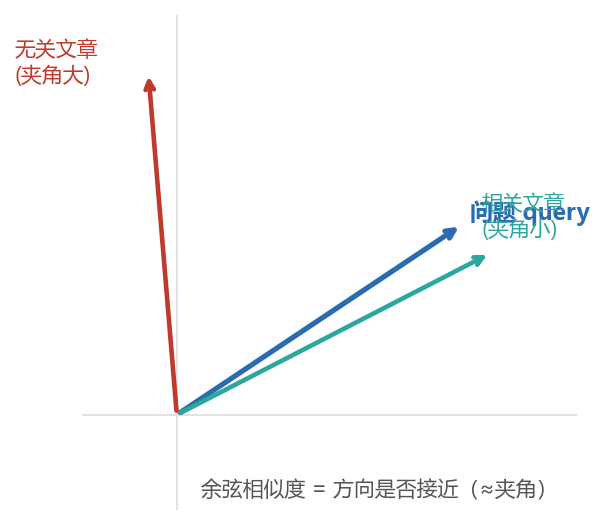 无关文章
(夹角大)
相关文章
问题 query
(夹角小)
余弦相似度 = 方向是否接近（≈夹角）